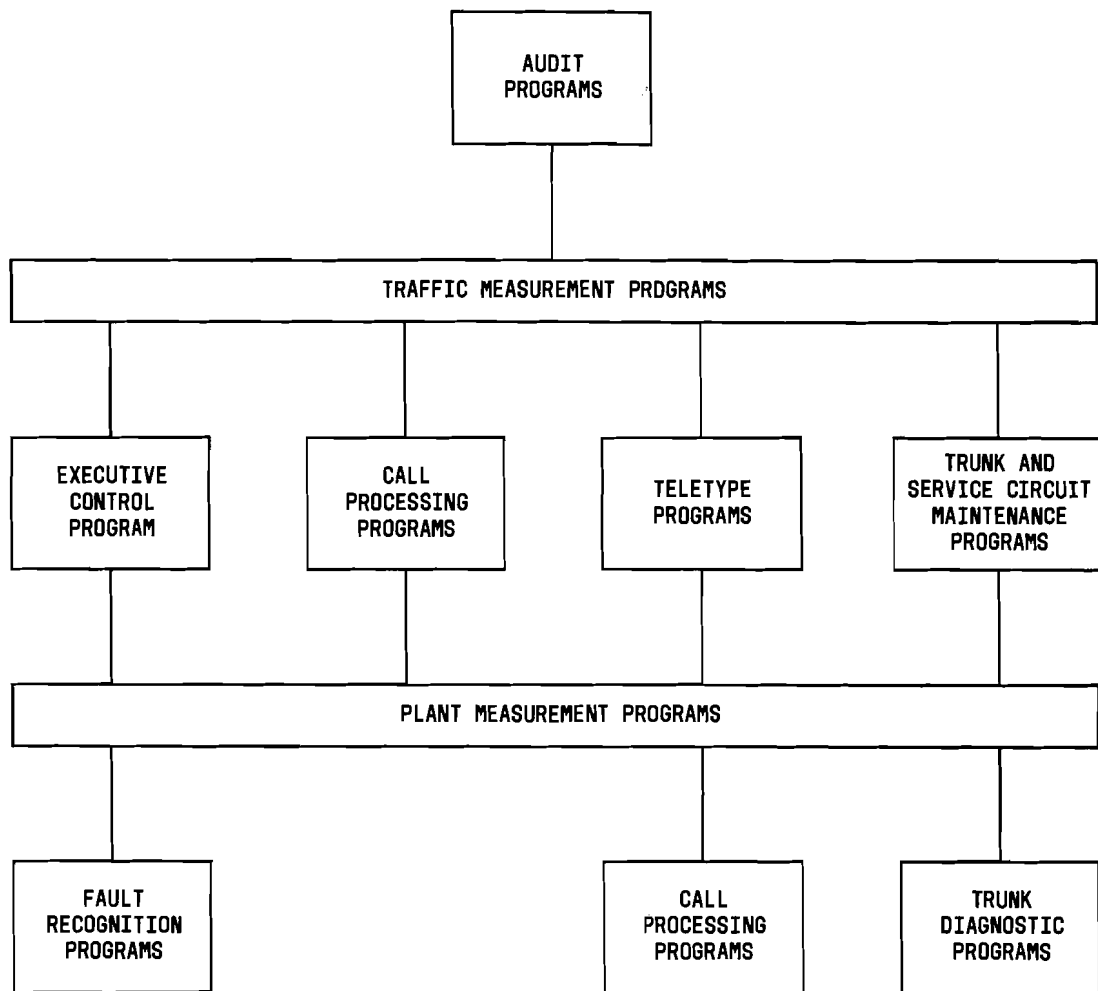 AUDIT
PROGRAMS
TRAFFIC MEASUREMENT PROGRAMS
EXECUTIVE
CONTROL
PROGRAM
CALL
PROCESSING
PROGRAMS
TELETYPE
PROGRAMS
TRUNK AND
SERVICE CIRCUIT
MAINTENANCE
PROGRAMS
PLANT MEASUREMENT PROGRAMS
FAULT
RECOGNITION
PROGRAMS
CALL
PROCESSING
PROGRAMS
TRUNK
DIAGNOSTIC
PROGRAMS